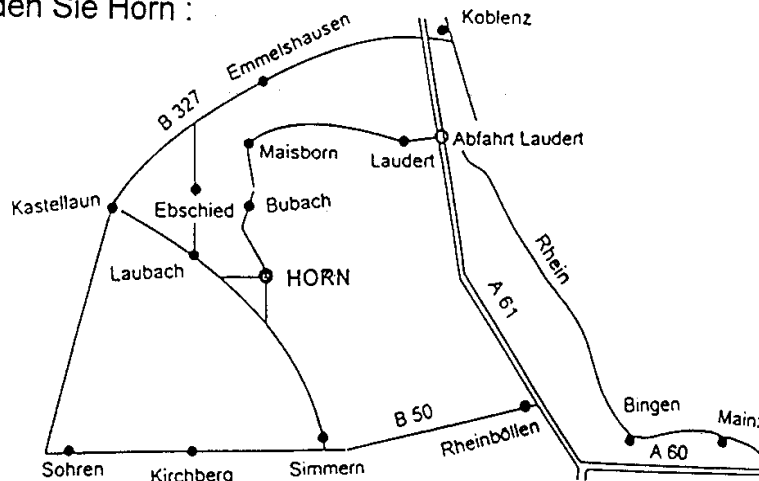 den Sie Horn :
Koblenz
Emmelshausen
B 327
Abfahrt Laudert
Maisborn
Laudert
Kastellaun
Ebschied
Bubach
Rhein
Laubach
HORN
A 61
B 50
Bingen
Mainz
Rheinböllen
A 60
Sohren
Kirchberg
Simmern